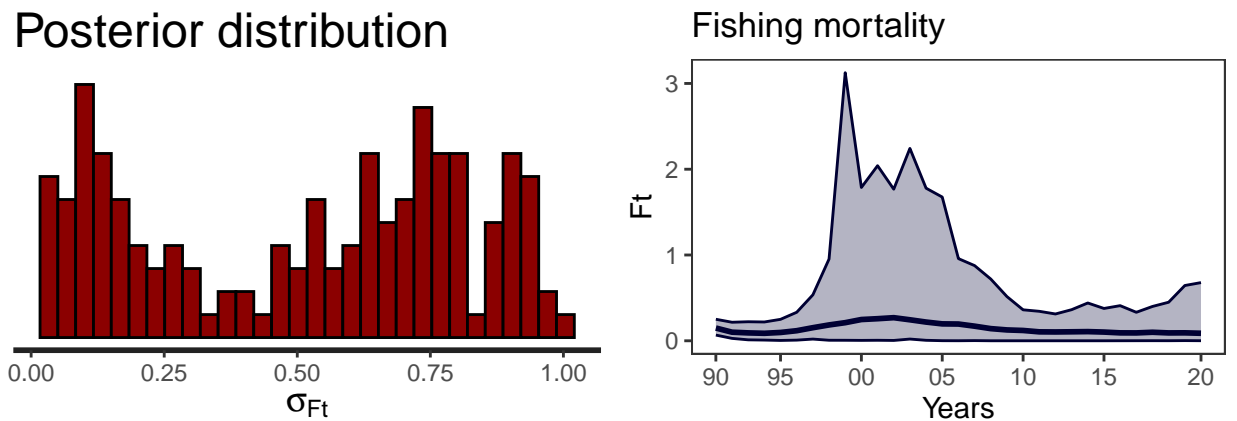 Posterior distribution
0.00 0.25 0.50 0.75 1.00
σFt
Fishing mortality
3
2
1
0
Ft
90 95 00 05 10 15 20
Years